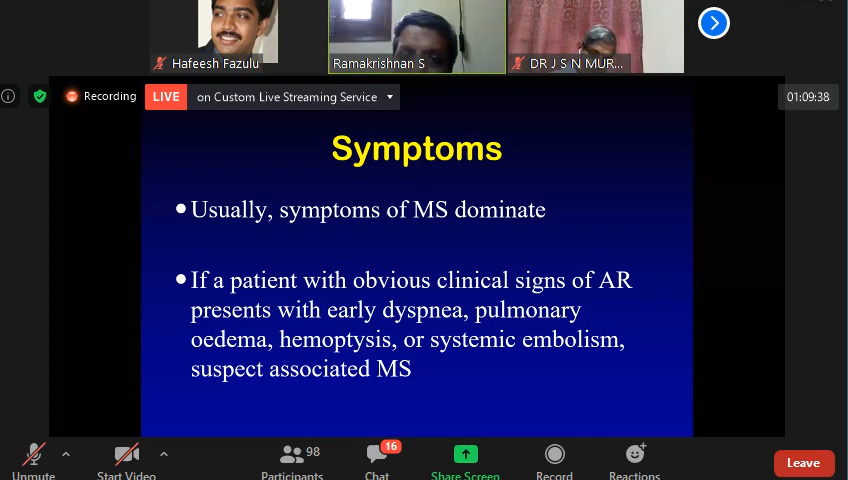 Hafeesh Fazulu
Ramakrishnan S
DR J S N MUR...
Recording
LIVE
on Custom Live Streaming Service
01:09:38
Symptoms
• Usually, symptoms of MS dominate
• If a patient with obvious clinical signs of AR
presents with early dyspnea, pulmonary
oedema, hemoptysis, or systemic embolism,
suspect associated MS
98
16
Unmute
Start Video
Participants
Chat
Share Screen
Record
Reactions
Leave